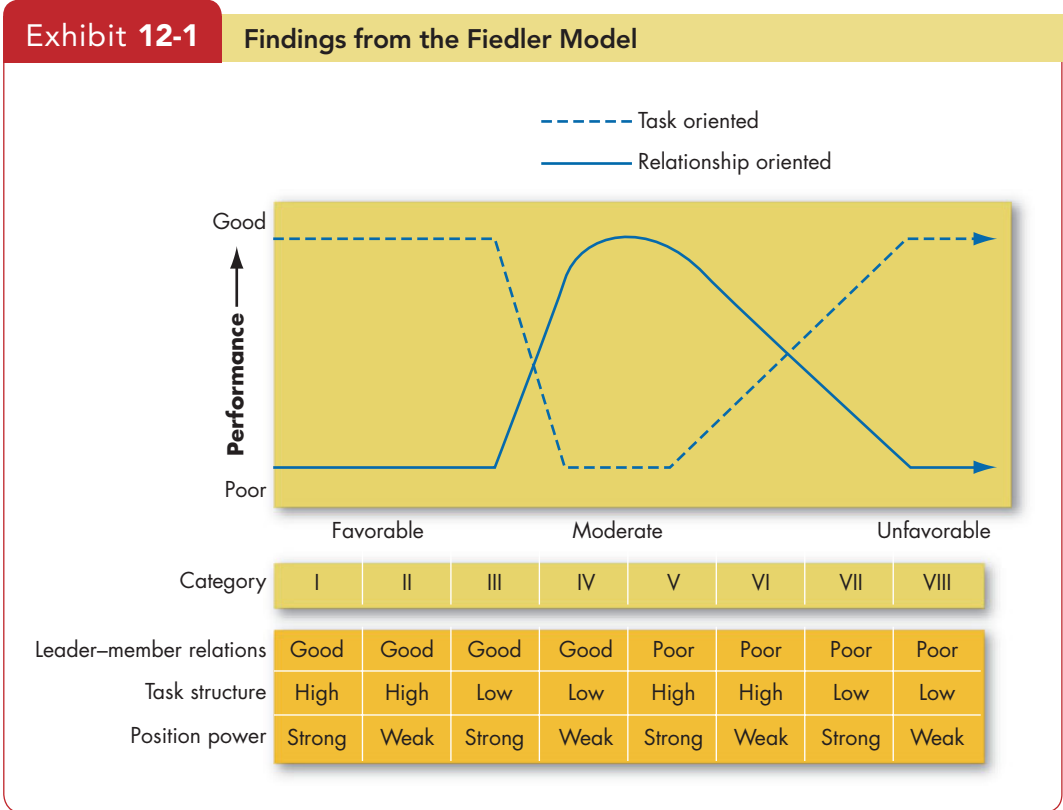 Exhibit 12-1 Findings from the Fiedler Model
Task oriented
Relationship oriented
Good
Performance
Poor
Favorable Moderate Unfavorable
Category I II III IV V VI VII VIII
Leader–member relations Good Good Good Good Poor Poor Poor Poor
Task structure High High Low Low High High Low Low
Position power Strong Weak Strong Weak Strong Weak Strong Weak